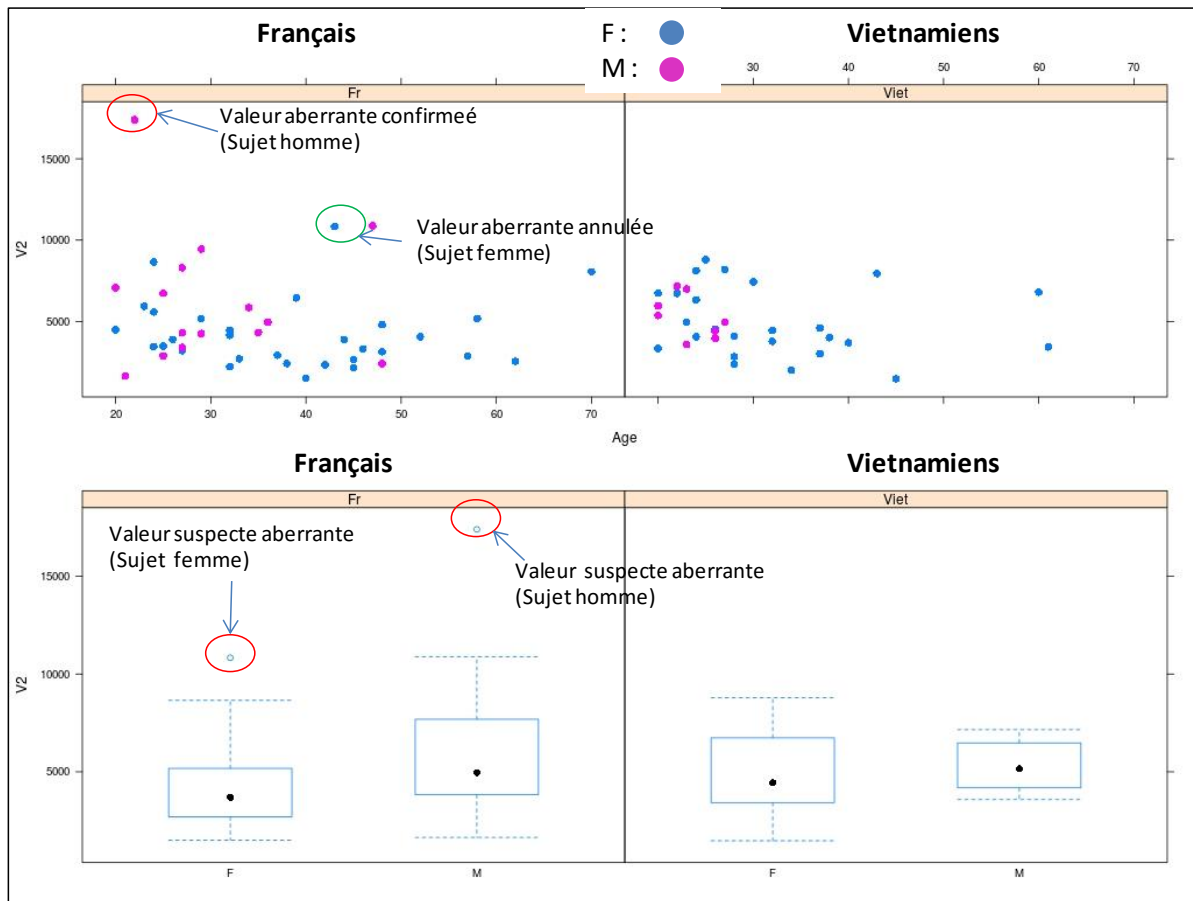 Français
F :
Vietnamiens
M :
30 40 50 60 70
Fr
Viet
Valeur aberrante confirmeé
(Sujet homme)
15000
Valeur aberrante annulée
(Sujet femme)
10000
V2
5000
20 30 40 50 60 70
Age
Français
Vietnamiens
Fr
Viet
Valeur suspecte aberrante
(Sujet femme)
Valeur suspecte aberrante
(Sujet homme)
15000
10000
V2
5000
F
M
F
M